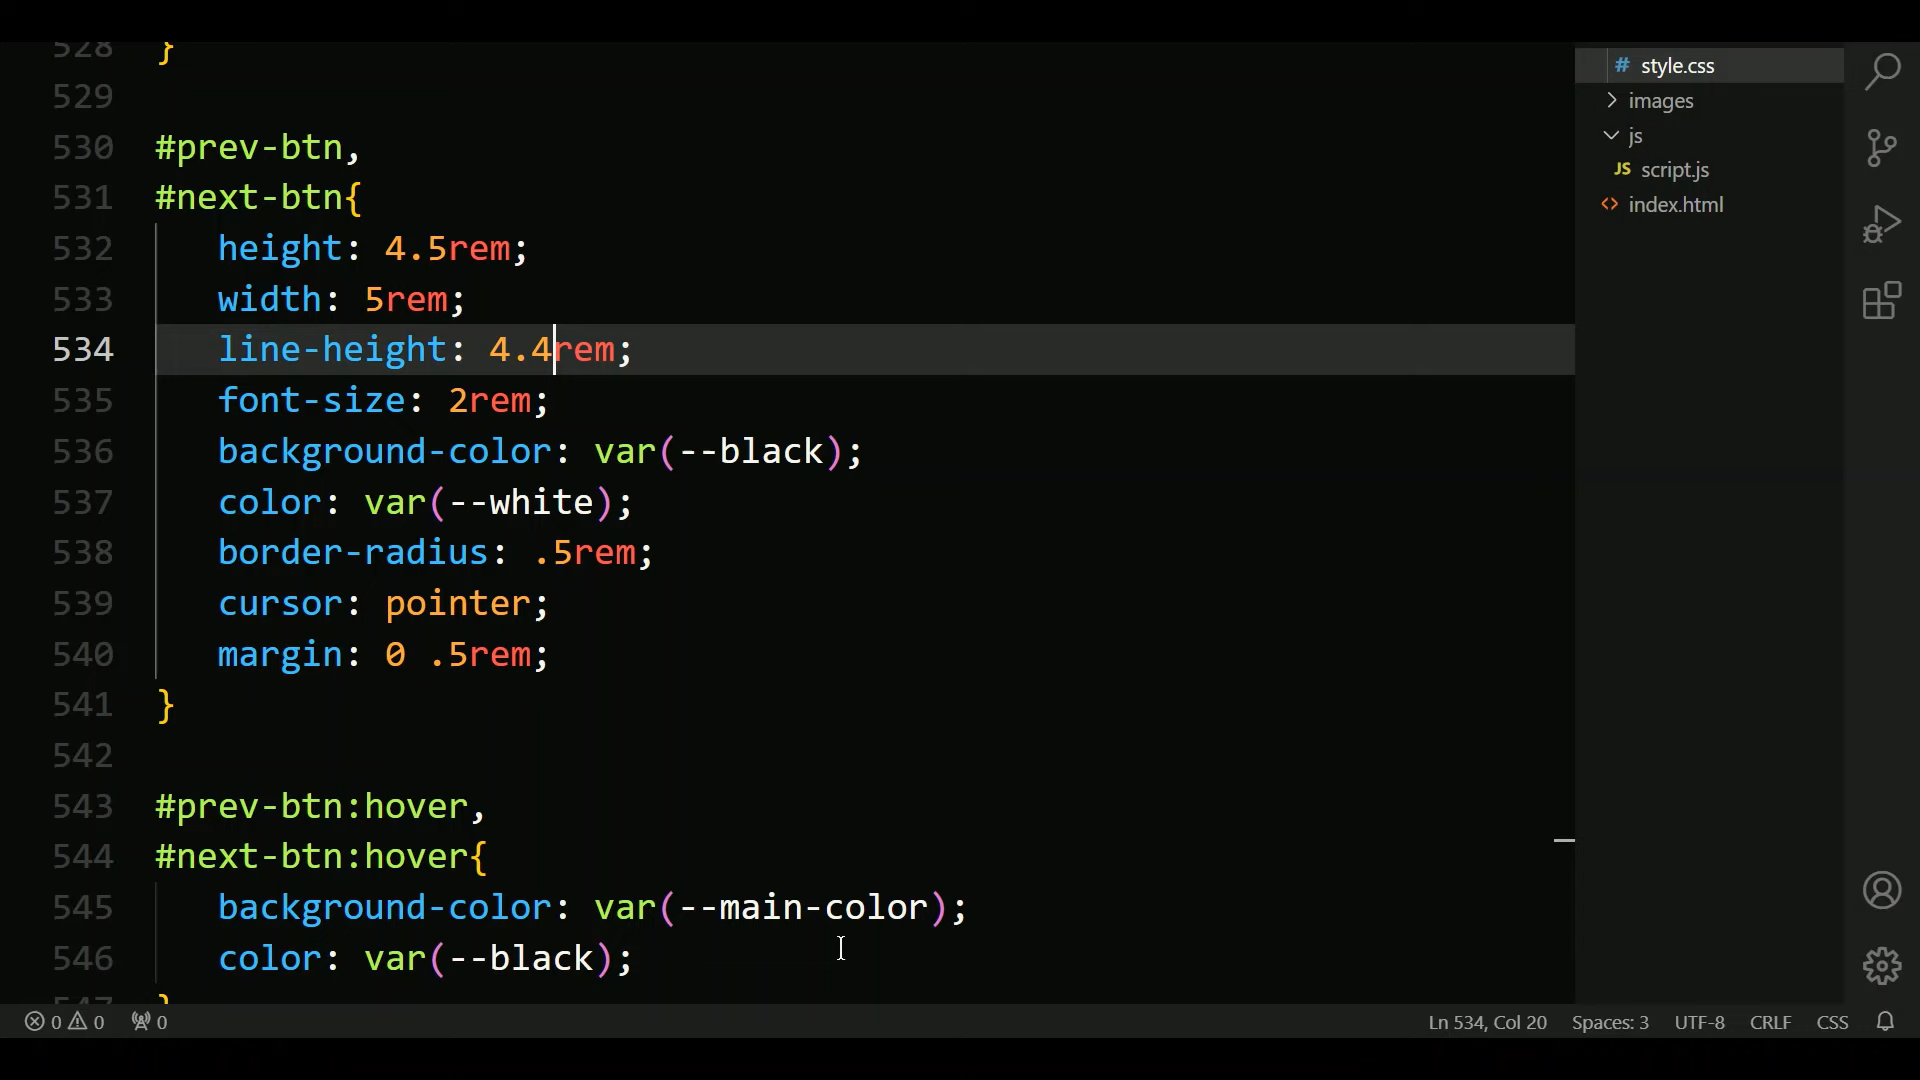 528 }
529
530 #prev-btn,
531 #next-btn{
532 height: 4.5rem;
533 width: 5rem;
534 line-height: 4.4rem;
535 font-size: 2rem;
536 background-color: var(--black);
537 color: var(--white);
538 border-radius: .5rem;
539 cursor: pointer;
540 margin: 0 .5rem;
541 }
542
543 #prev-btn:hover,
544 #next-btn:hover{
545 background-color: var(--main-color);
546 color: var(--black);
547 }
# style.css
images
js
JS script.js
index.html
0 0 0
Ln 534, Col 20 Spaces: 3 UTF-8 CRLF CSS